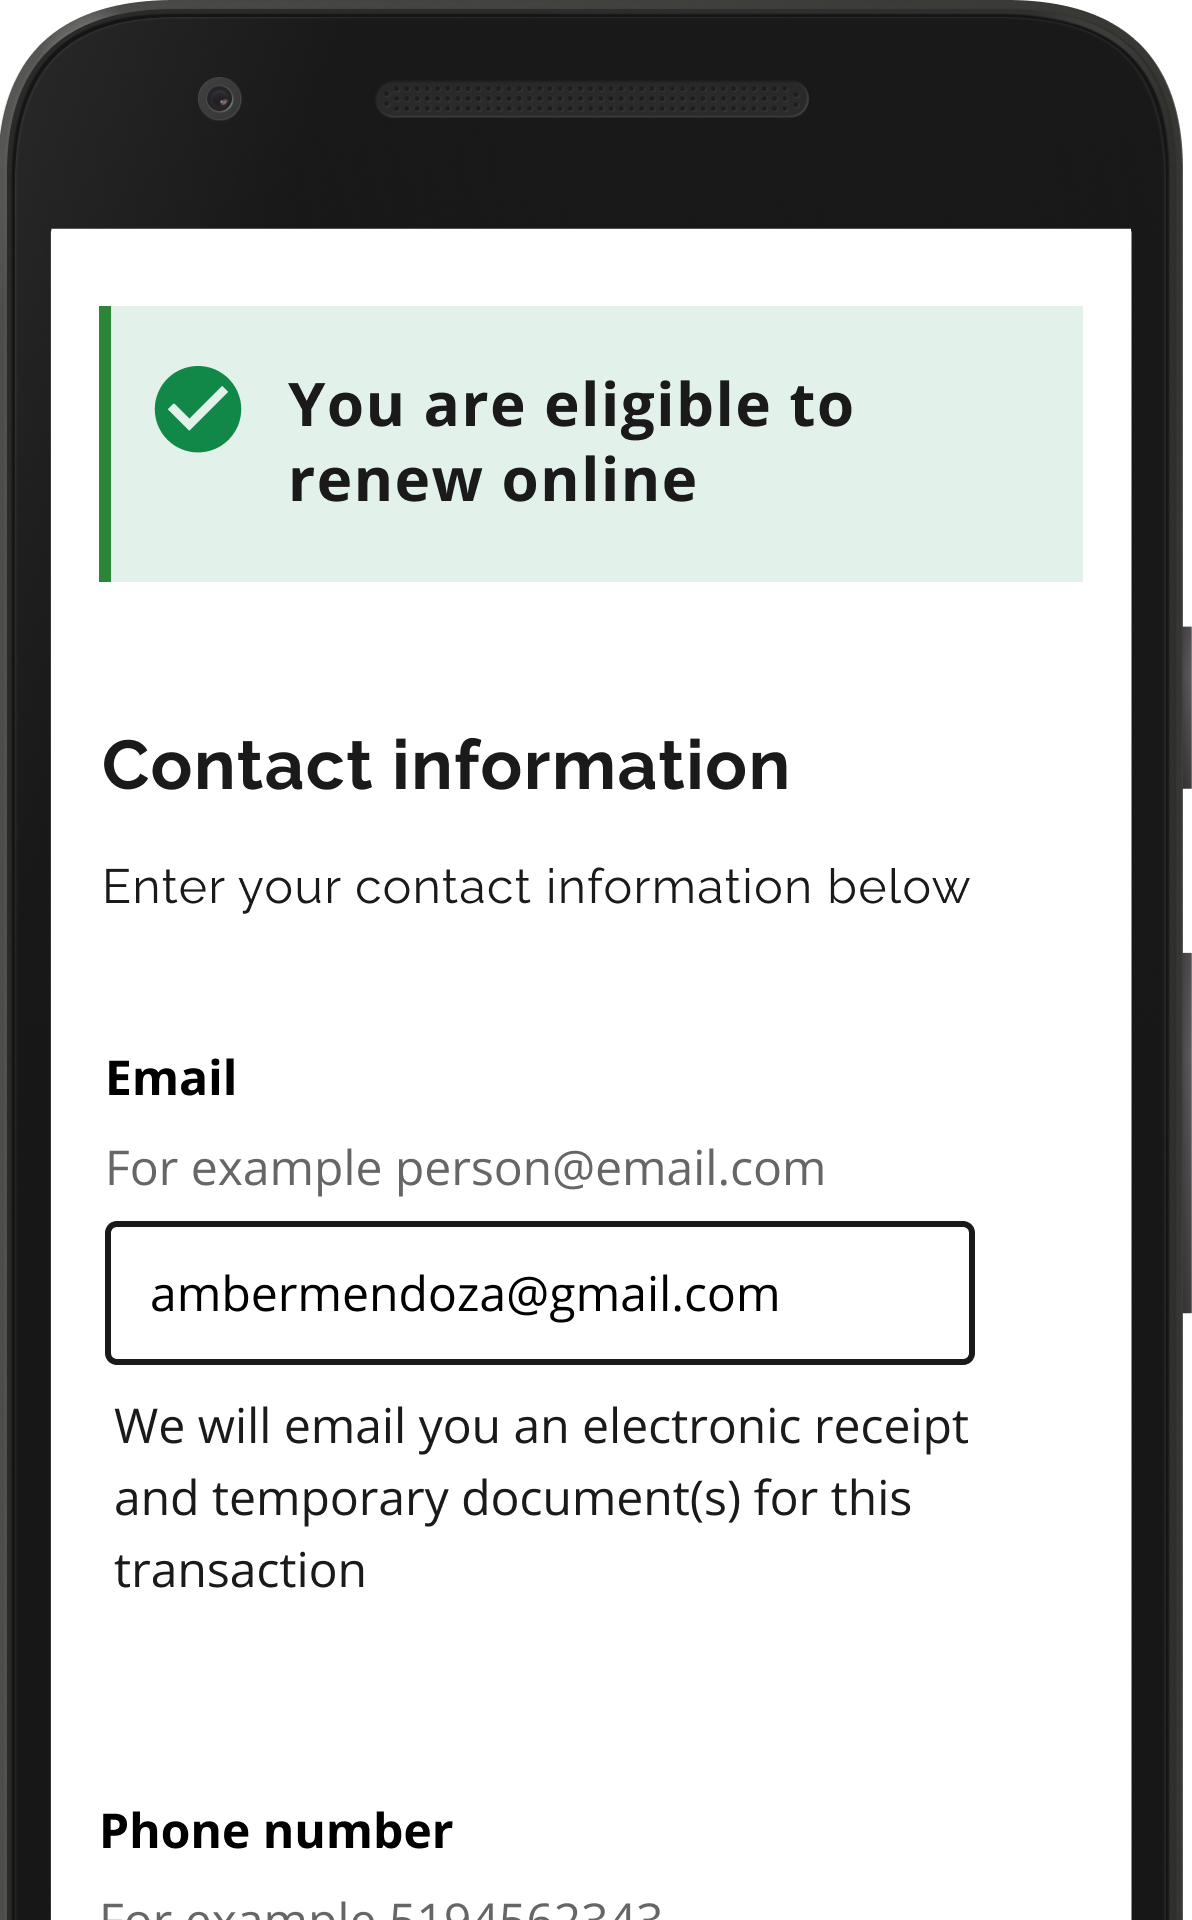 You are eligible to
renew online
Contact information
Enter your contact information below
Email
For example person@email.com
ambermendoza@gmail.com
We will email you an electronic receipt
and temporary document(s) for this
transaction
Phone number
For example 5194562343